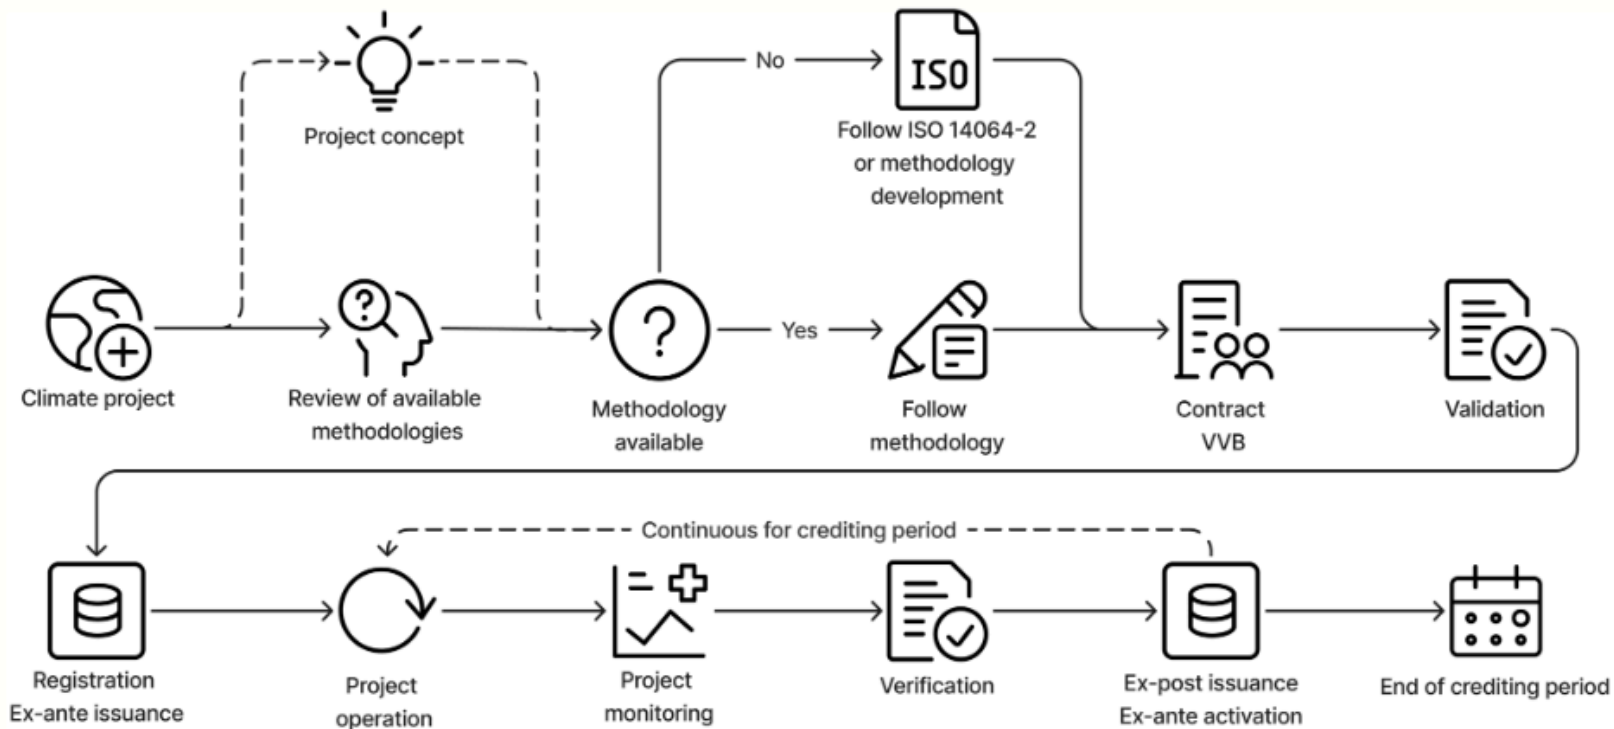 Project concept
No
ISO
Follow ISO 14064-2
or methodology
development
Climate project
Review of available
methodologies
Methodology
available
Yes
Follow
methodology
Contract
VVB
Validation
Continuous for crediting period
Registration
Ex-ante issuance
Project
operation
Project
monitoring
Verification
Ex-post issuance
Ex-ante activation
End of crediting period